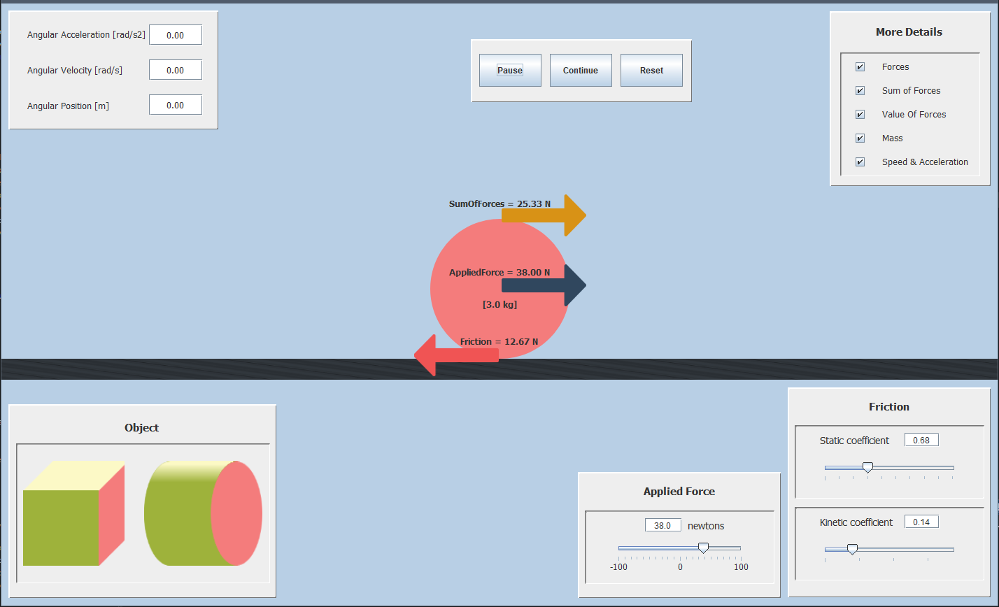 Angular Acceleration [rad/s2] 0.00
Angular Velocity [rad/s] 0.00
Angular Position [m] 0.00
Pause Continue Reset
More Details
Forces
Sum of Forces
Value Of Forces
Mass
Speed & Acceleration
SumOfForces = 25.33 N
AppliedForce = 38.00 N
[3.0 kg]
Friction = 12.67 N
Object
Applied Force
38.0 newtons
-100 0 100
Friction
Static coefficient 0.68
Kinetic coefficient 0.14